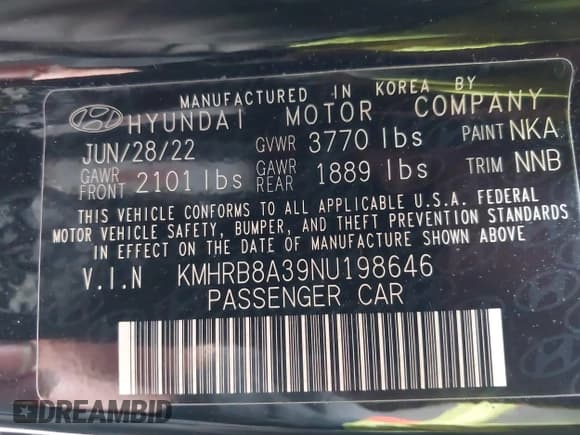 MANUFACTURED IN KOREA BY
HYUNDAI MOTOR COMPANY
JUN/28/22 GVWR 3770 lbs PAINT NKA
GAWR FRONT 2101 lbs GAWR REAR 1889 lbs TRIM NNB
THIS VEHICLE CONFORMS TO ALL APPLICABLE U.S.A. FEDERAL
MOTOR VEHICLE SAFETY, BUMPER, AND THEFT PREVENTION STANDARDS
IN EFFECT ON THE DATE OF MANUFACTURE SHOWN ABOVE
V.I.N KMHRB8A39NU198646
PASSENGER CAR
DREAMBID